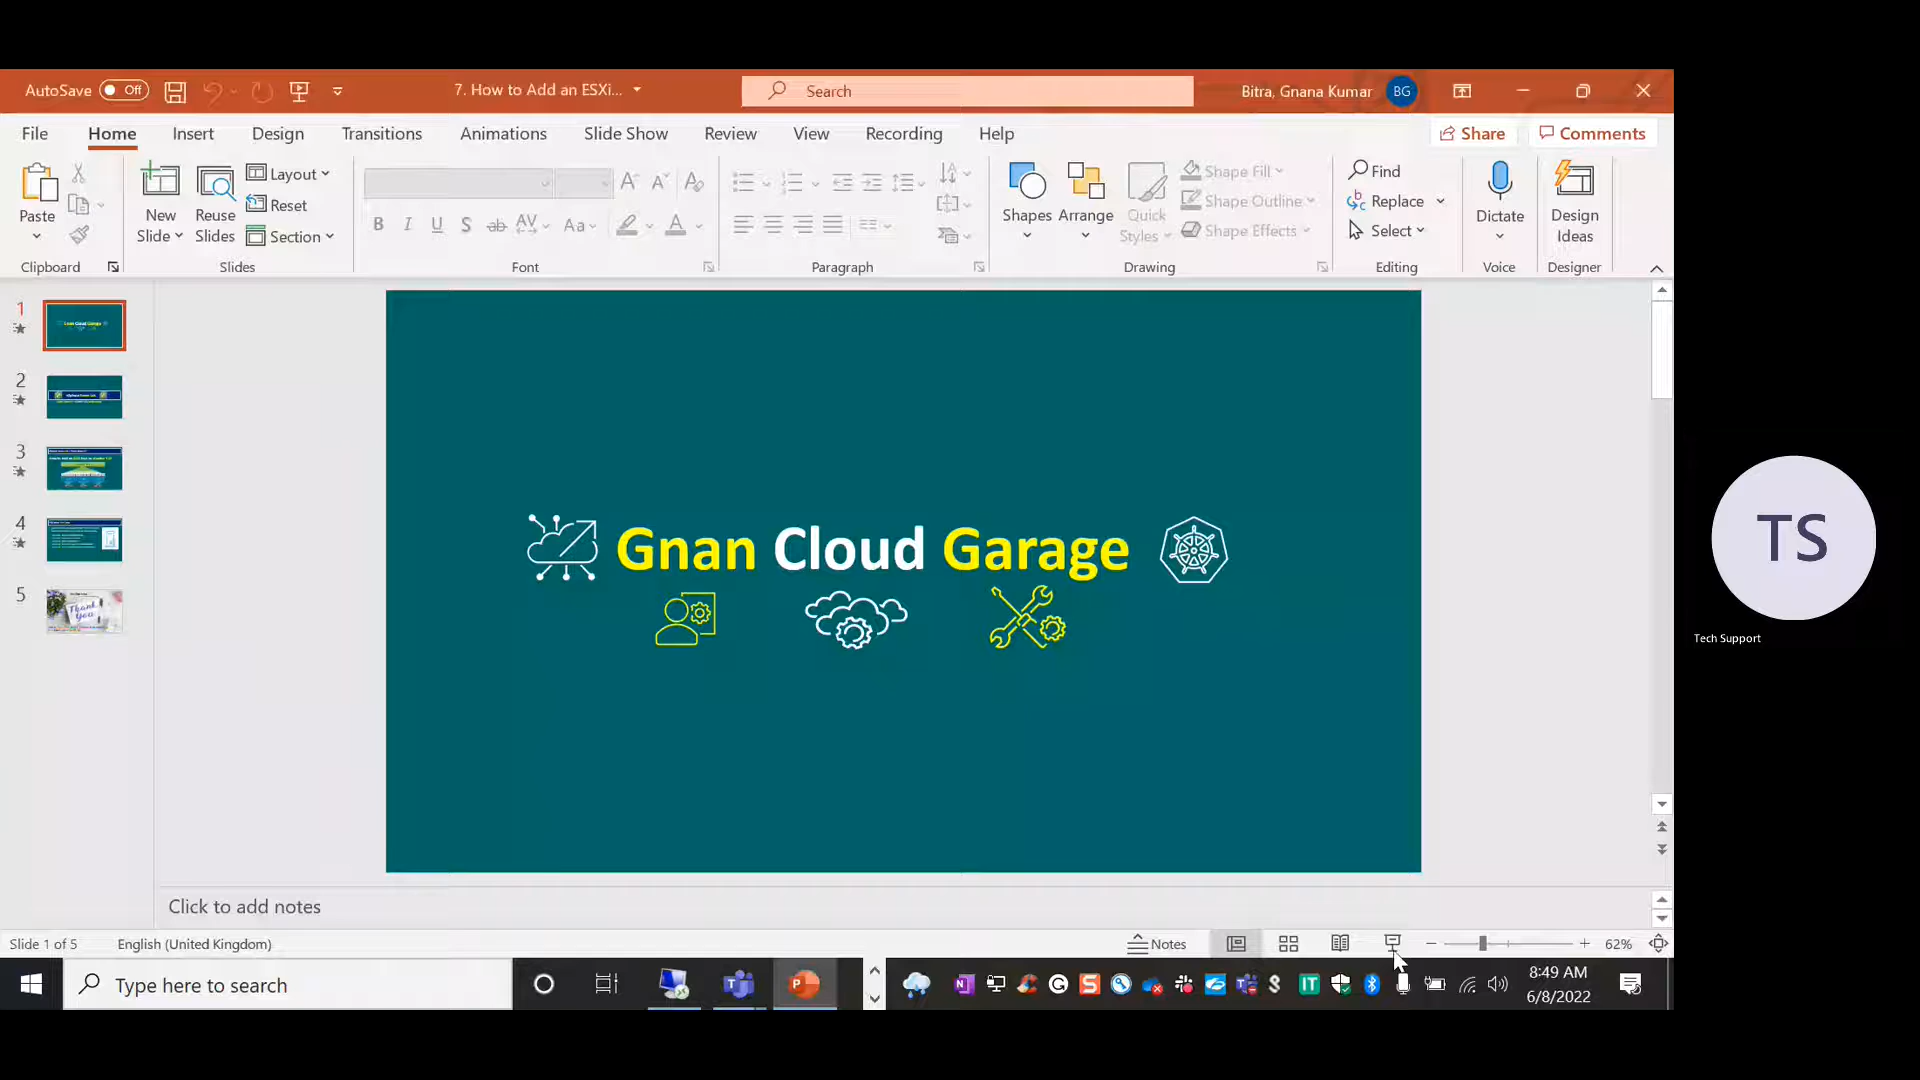 AutoSave Off 7. How to Add an ESXi... Search Bitra, Gnana Kumar BG
File Home Insert Design Transitions Animations Slide Show Review View Recording Help Share Comments
Paste
Clipboard
New Slide
Reuse Slides
Layout
Reset
Section
Slides
Font
Paragraph
Shapes
Arrange
Quick Styles
Shape Fill
Shape Outline
Shape Effects
Drawing
Find
Replace
Select
Editing
Dictate
Voice
Design Ideas
Designer
1
2
3
4
5
Thank You
Gnan Cloud Garage
TS
Tech Support
Click to add notes
Slide 1 of 5 English (United Kingdom) Notes 62%
Type here to search
8:49 AM
6/8/2022